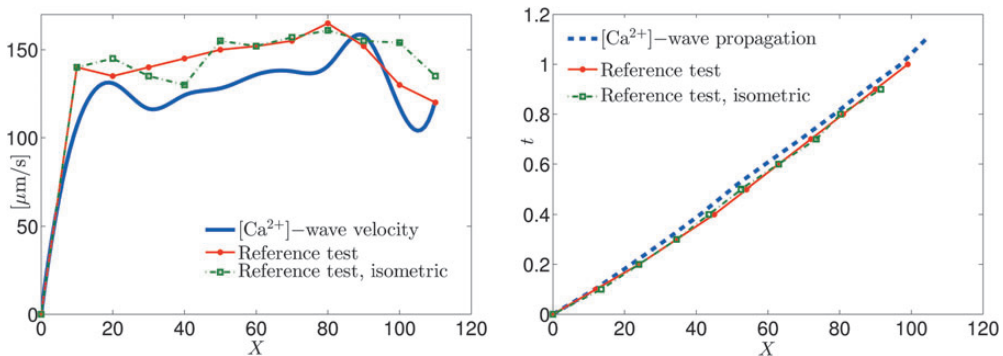 150
100
50
0
[µm/s]
0
20
40
60
80
100
120
X
[Ca²⁺]−wave velocity
Reference test
Reference test, isometric
1.2
1
0.8
0.6
0.4
0.2
0
t
0
20
40
60
80
100
120
X
[Ca²⁺]−wave propagation
Reference test
Reference test, isometric